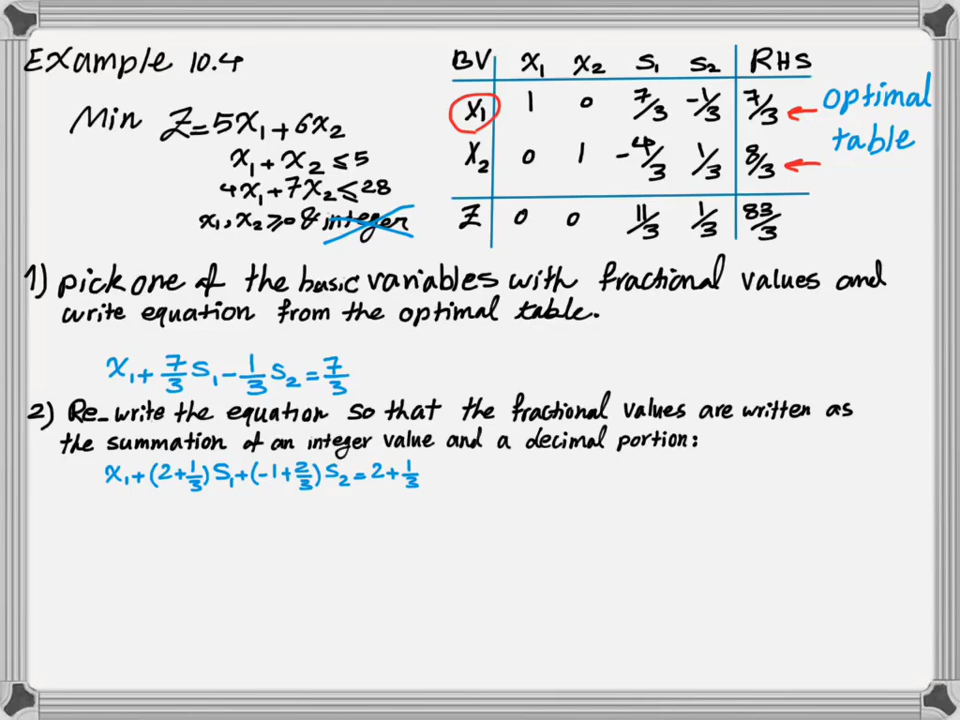 Example 10.4
Min Z=5x₁+6x₂
x₁+x₂≤5
4x₁+7x₂≤28
x₁,x₂≥0 & integer
BV x₁ x₂ s₁ s₂ RHS
x₁ 1 0 7/3 -1/3 7/3
x₂ 0 1 -4/3 1/3 8/3
Z 0 0 11/3 1/3 83/3
optimal
table
1) pick one of the basic variables with fractional values and
write equation from the optimal table.
x₁+7/3 s₁-1/3 s₂=7/3
2) Re-write the equation so that the fractional values are written as
the summation of an integer value and a decimal portion:
x₁+(2+1/3)s₁+(-1+2/3)s₂=2+1/3